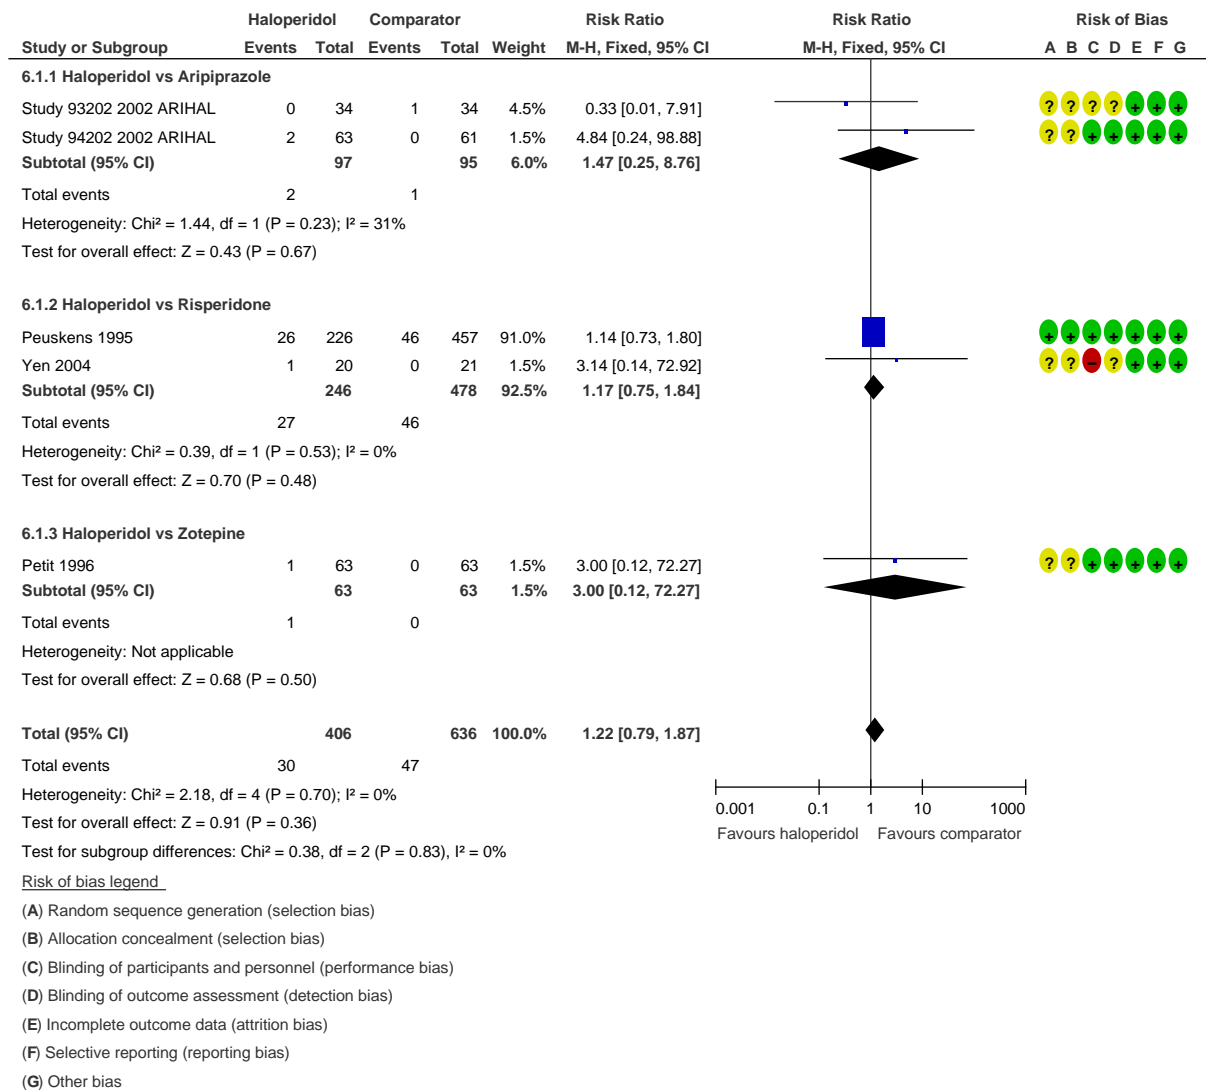 Haloperidol Comparator Risk Ratio Risk Ratio Risk of Bias
Study or Subgroup Events Total Events Total Weight M-H, Fixed, 95% CI M-H, Fixed, 95% CI A B C D E F G
6.1.1 Haloperidol vs Aripiprazole
Study 93202 2002 ARIHAL 0 34 1 34 4.5% 0.33 [0.01, 7.91] ? ? ? ? + + +
Study 94202 2002 ARIHAL 2 63 0 61 1.5% 4.84 [0.24, 98.88] ? ? + + + + +
Subtotal (95% CI) 97 95 6.0% 1.47 [0.25, 8.76]
Total events 2 1
Heterogeneity: Chi² = 1.44, df = 1 (P = 0.23); I² = 31%
Test for overall effect: Z = 0.43 (P = 0.67)
6.1.2 Haloperidol vs Risperidone
Peuskens 1995 26 226 46 457 91.0% 1.14 [0.73, 1.80] + + + + + + +
Yen 2004 1 20 0 21 1.5% 3.14 [0.14, 72.92] ? ? – ? + + +
Subtotal (95% CI) 246 478 92.5% 1.17 [0.75, 1.84]
Total events 27 46
Heterogeneity: Chi² = 0.39, df = 1 (P = 0.53); I² = 0%
Test for overall effect: Z = 0.70 (P = 0.48)
6.1.3 Haloperidol vs Zotepine
Petit 1996 1 63 0 63 1.5% 3.00 [0.12, 72.27] ? ? + + + + +
Subtotal (95% CI) 63 63 1.5% 3.00 [0.12, 72.27]
Total events 1 0
Heterogeneity: Not applicable
Test for overall effect: Z = 0.68 (P = 0.50)
Total (95% CI) 406 636 100.0% 1.22 [0.79, 1.87]
Total events 30 47
Heterogeneity: Chi² = 2.18, df = 4 (P = 0.70); I² = 0%
Test for overall effect: Z = 0.91 (P = 0.36)
Test for subgroup differences: Chi² = 0.38, df = 2 (P = 0.83), I² = 0%
0.001 0.1 1 10 1000
Favours haloperidol Favours comparator
Risk of bias legend
(A) Random sequence generation (selection bias)
(B) Allocation concealment (selection bias)
(C) Blinding of participants and personnel (performance bias)
(D) Blinding of outcome assessment (detection bias)
(E) Incomplete outcome data (attrition bias)
(F) Selective reporting (reporting bias)
(G) Other bias